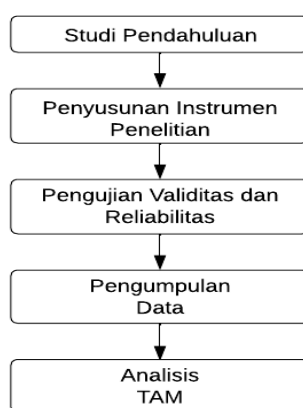 Studi Pendahuluan
Penyusunan Instrumen
Penelitian
Pengujian Validitas dan
Reliabilitas
Pengumpulan
Data
Analisis
TAM